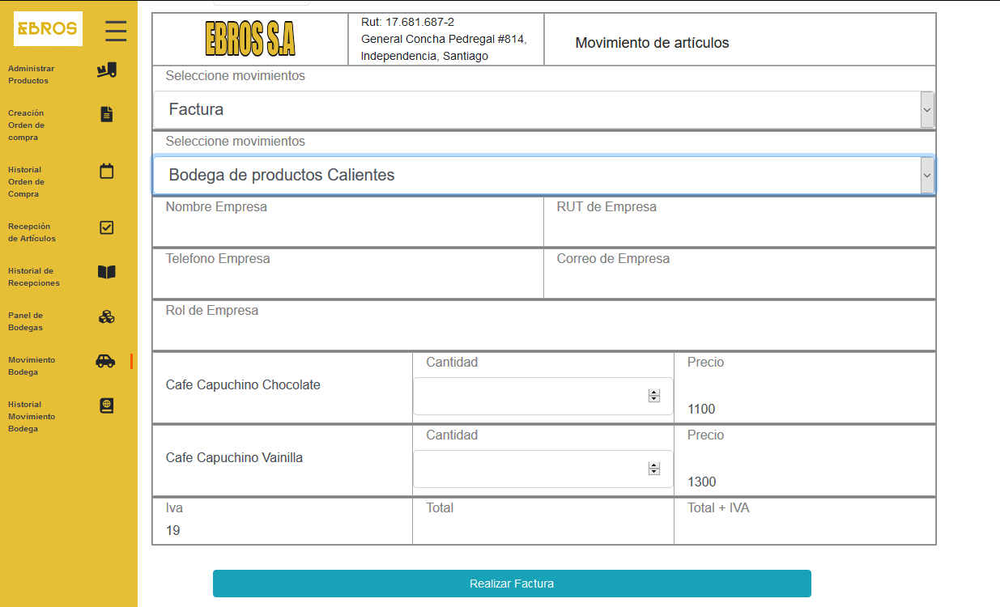 EBROS
Administrar
Productos
Creación
Orden de
compra
Historial
Orden de
Compra
Recepción
de Artículos
Historial de
Recepciones
Panel de
Bodegas
Movimiento
Bodega
Historial
Movimiento
Bodega
EBROS S.A
Rut: 17.681.687-2
General Concha Pedregal #814,
Independencia, Santiago
Movimiento de artículos
Seleccione movimientos
Factura
Seleccione movimientos
Bodega de productos Calientes
Nombre Empresa
RUT de Empresa
Telefono Empresa
Correo de Empresa
Rol de Empresa
Cafe Capuchino Chocolate
Cantidad
Precio
1100
Cafe Capuchino Vainilla
Cantidad
Precio
1300
Iva
19
Total
Total + IVA
Realizar Factura